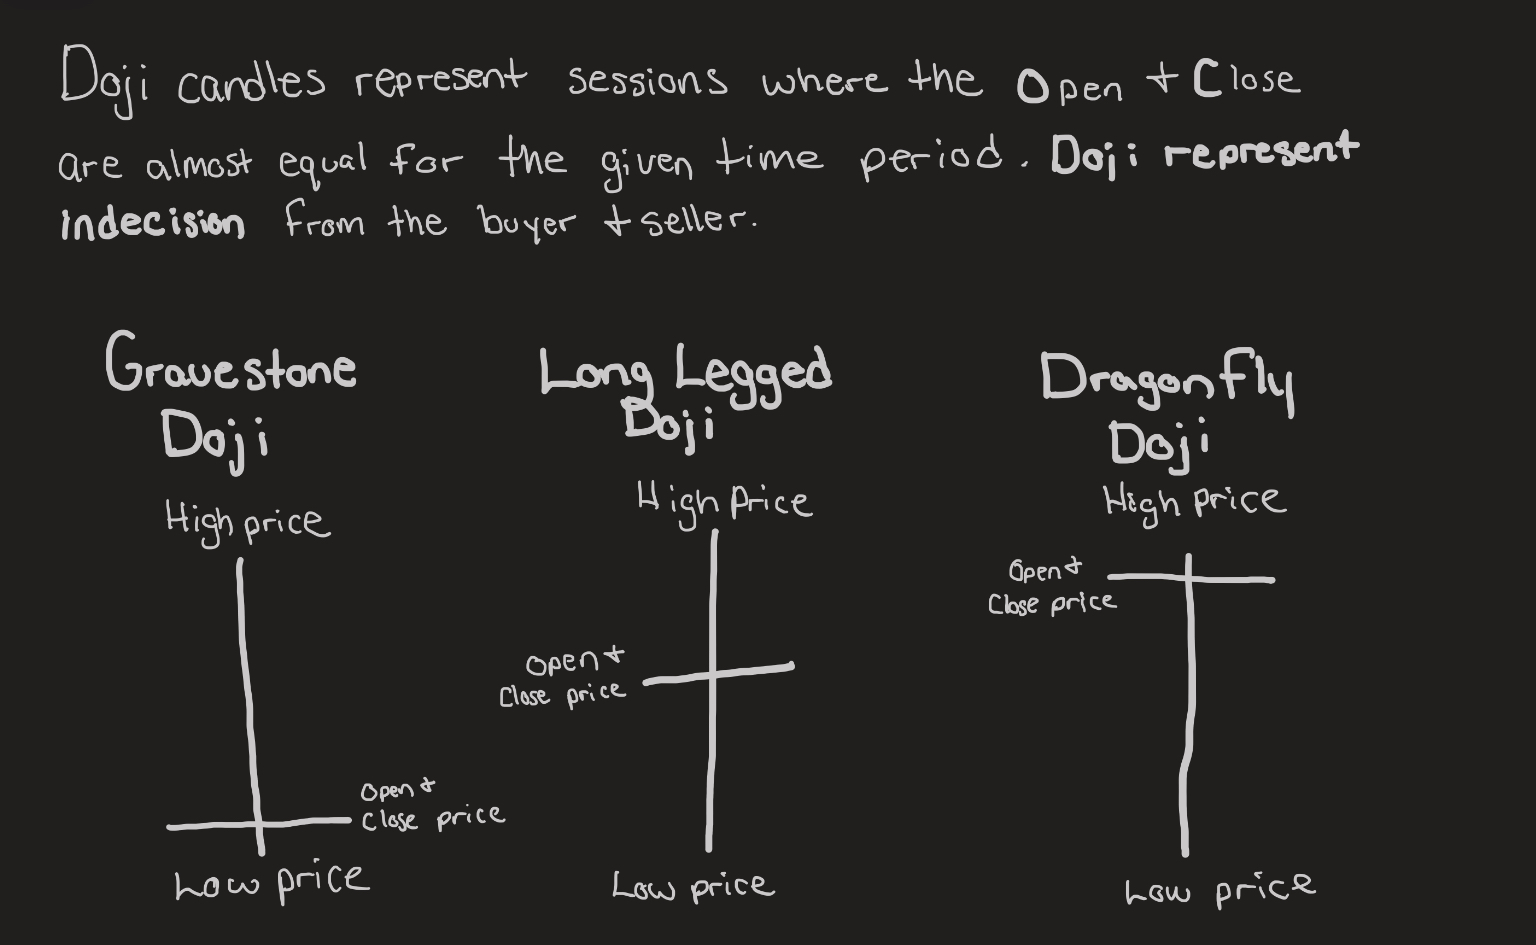 Doji candles represent sessions where the Open + Close
are almost equal for the given time period. Doji represent
indecision from the buyer + seller.
Gravestone
Doji
High price
Open +
Close price
Low price
Long Legged
Doji
High Price
Open +
Close price
Low price
Dragonfly
Doji
High price
Open +
Close price
Low price